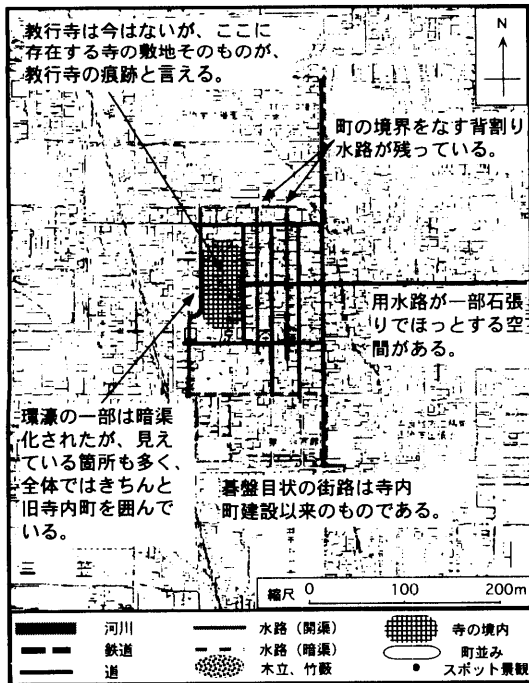 教行寺は今はないが、ここに
存在する寺の敷地そのものが、
教行寺の痕跡と言える。
N
町の境界をなす背割り
水路が残っている。
用水路が一部石張
りでほっとする空
間がある。
環濠の一部は暗渠
化されたが、見え
ている箇所も多く、
全体ではきちんと
旧寺内町を囲んで
いる。
碁盤目状の街路は寺内
町建設以来のものである。
三 笠
縮尺 0 100 200m
河川 水路(開渠) 寺の境内
鉄道 水路(暗渠) 町並み
道 木立、竹藪 スポット景観